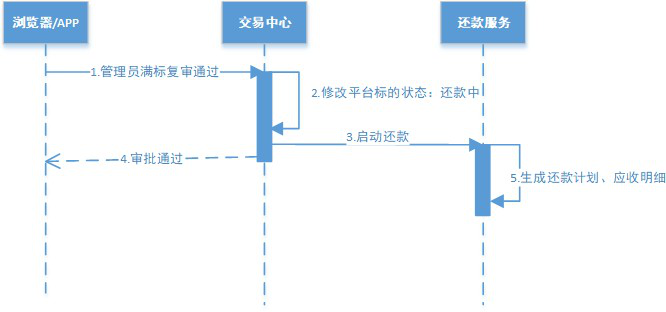 浏览器/APP
交易中心
还款服务
1.管理员满标复审通过
2.修改平台标的状态：还款中
3.启动还款
4.审批通过
5.生成还款计划、应收明细